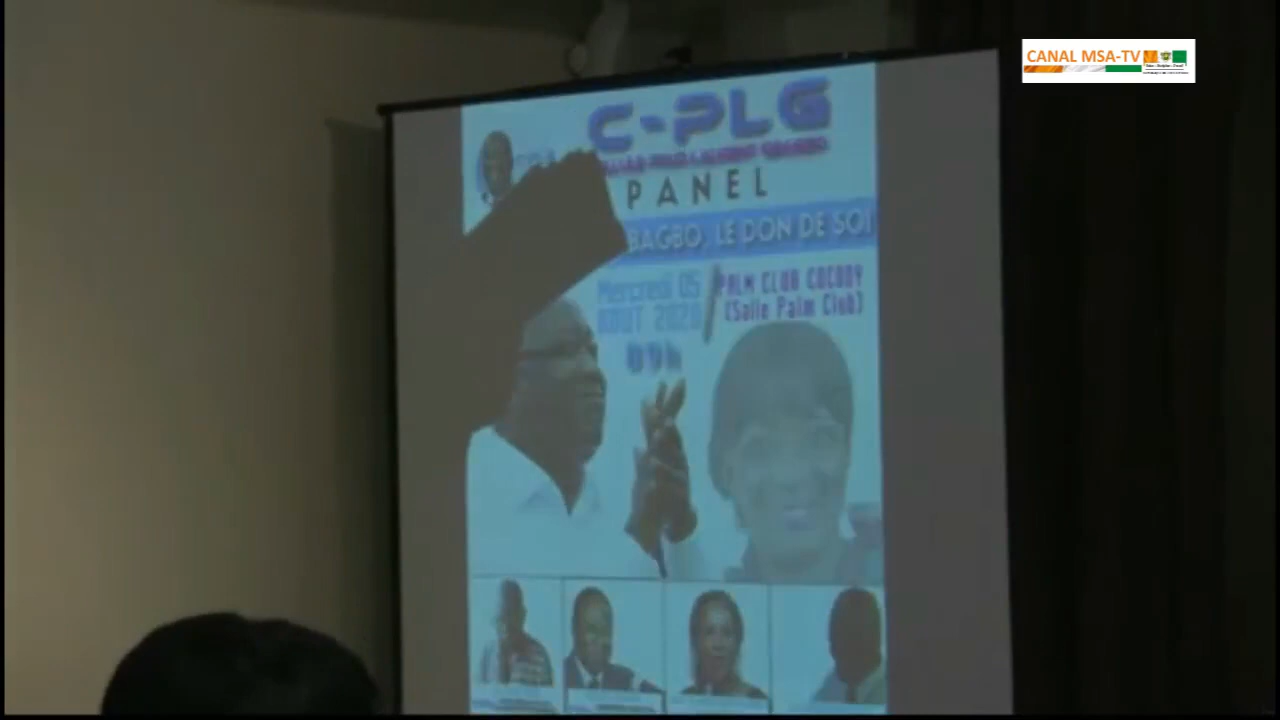 CANAL MSA-TV
C-PLG
PANEL
BAGBO, LE DON DE SOI
Mercredi 05
AOUT 2020
09h
PALM CLUB COCODY
(Salle Palm Club)